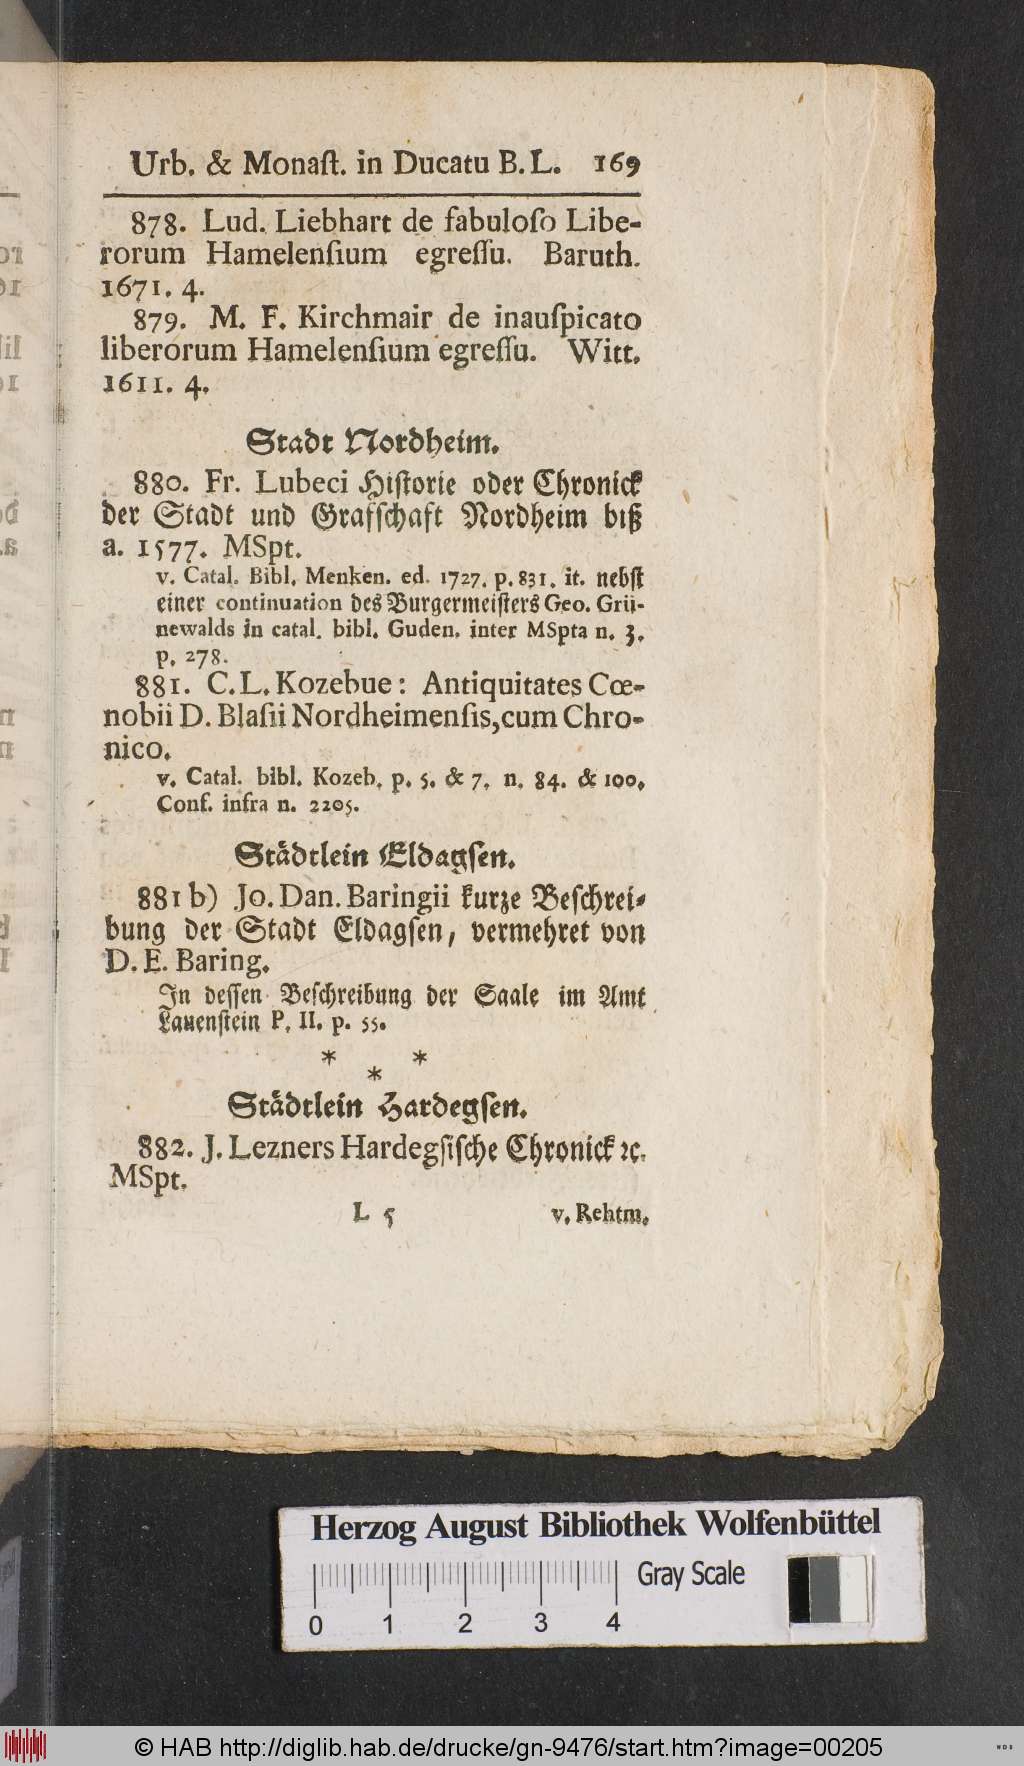 Urb. & Monaſt. in Ducatu B. L. 169
878. Lud. Liebhart de fabuloſo Libe-
rorum Hamelenſium egreſſu. Baruth.
1671. 4.
879. M. F. Kirchmair de inauſpicato
liberorum Hamelenſium egreſſu. Witt.
1611. 4.
Stadt Nordheim.
880. Fr. Lubeci Hiſtorie oder Chronick
der Stadt und Grafſchaft Nordheim biß
a. 1577. MSpt.
v. Catal. Bibl. Menken. ed. 1727. p. 831. it. nebſt
einer continuation des Burgermeiſters Geo. Grü-
newalds in catal. bibl. Guden. inter MSpta n. 3.
p. 278.
881. C. L. Kozebue: Antiquitates Cœ-
nobii D. Blaſii Nordheimenſis, cum Chro-
nico.
v. Catal. bibl. Kozeb. p. 5. & 7. n. 84. & 100.
Conf. infra n. 2205.
Städtlein Eldagſen.
881 b) Jo. Dan. Baringii kurze Beſchrei-
bung der Stadt Eldagſen, vermehret von
D. E. Baring.
In deſſen Beſchreibung der Saale im Amt
Lauenſtein P. II. p. 55.
* *
*
Städtlein Hardegſen.
882. J. Lezners Hardegſiſche Chronick ꝛc.
MSpt.
L 5 v. Rehtm.
Herzog August Bibliothek Wolfenbüttel
Gray Scale
0 1 2 3 4
© HAB http://diglib.hab.de/drucke/gn-9476/start.htm?image=00205
WDB